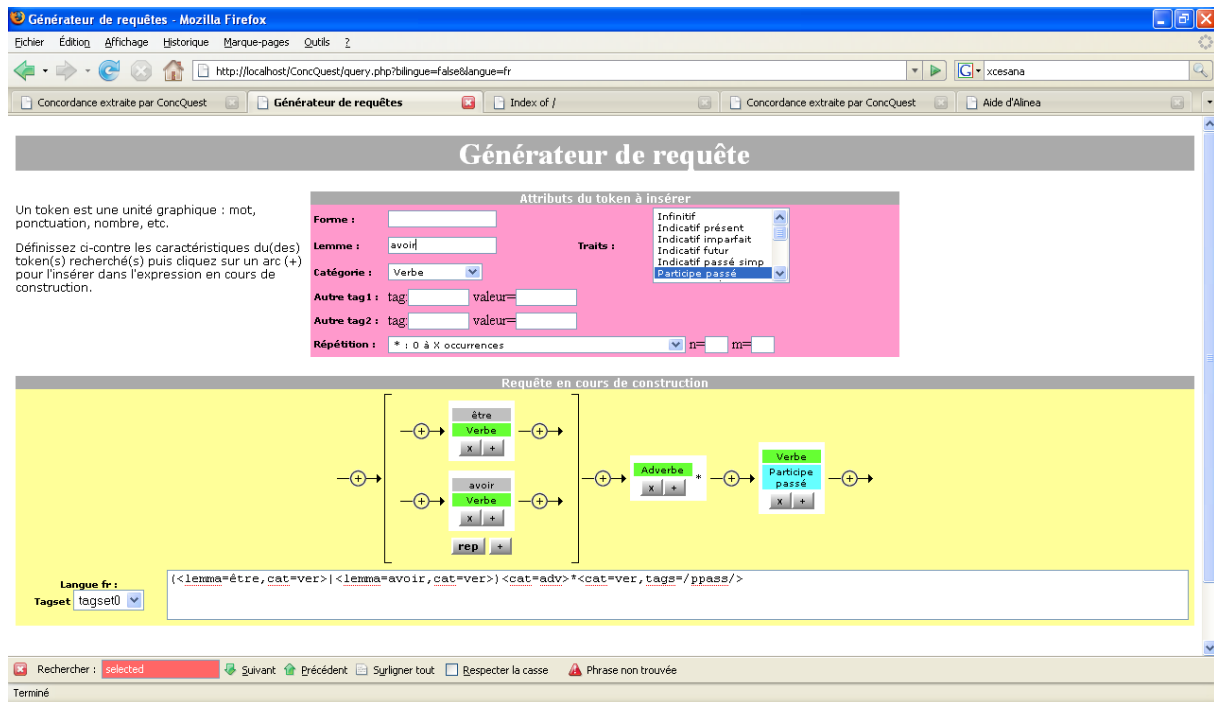 Générateur de requêtes - Mozilla Firefox
Fichier Édition Affichage Historique Marque-pages Outils ?
http://localhost/ConcQuest/query.php?bilingue=false&langue=fr
G xcesana
Concordance extraite par ConcQuest Générateur de requêtes Index of / Concordance extraite par ConcQuest Aide d'Alinea
Générateur de requête
Un token est une unité graphique : mot,
ponctuation, nombre, etc.
Définissez ci-contre les caractéristiques du(des)
token(s) recherché(s) puis cliquez sur un arc (+)
pour l'insérer dans l'expression en cours de
construction.
Attributs du token à insérer
Forme :
Lemme : avoir
Catégorie : Verbe
Traits :
Infinitif
Indicatif présent
Indicatif imparfait
Indicatif futur
Indicatif passé simp
Participe passé
Autre tag1 : tag: valeur=
Autre tag2 : tag: valeur=
Répétition : * : 0 à X occurrences n= m=
Requête en cours de construction
être
Verbe
x +
avoir
Verbe
x +
rep +
Adverbe *
x +
Verbe
Participe
passé
x +
Langue fr :
Tagset tagset0
(<lemma=être,cat=ver>|<lemma=avoir,cat=ver>)<cat=adv>*<cat=ver,tags=/ppass/>
Rechercher : selected Suivant Précédent Surligner tout Respecter la casse Phrase non trouvée
Terminé